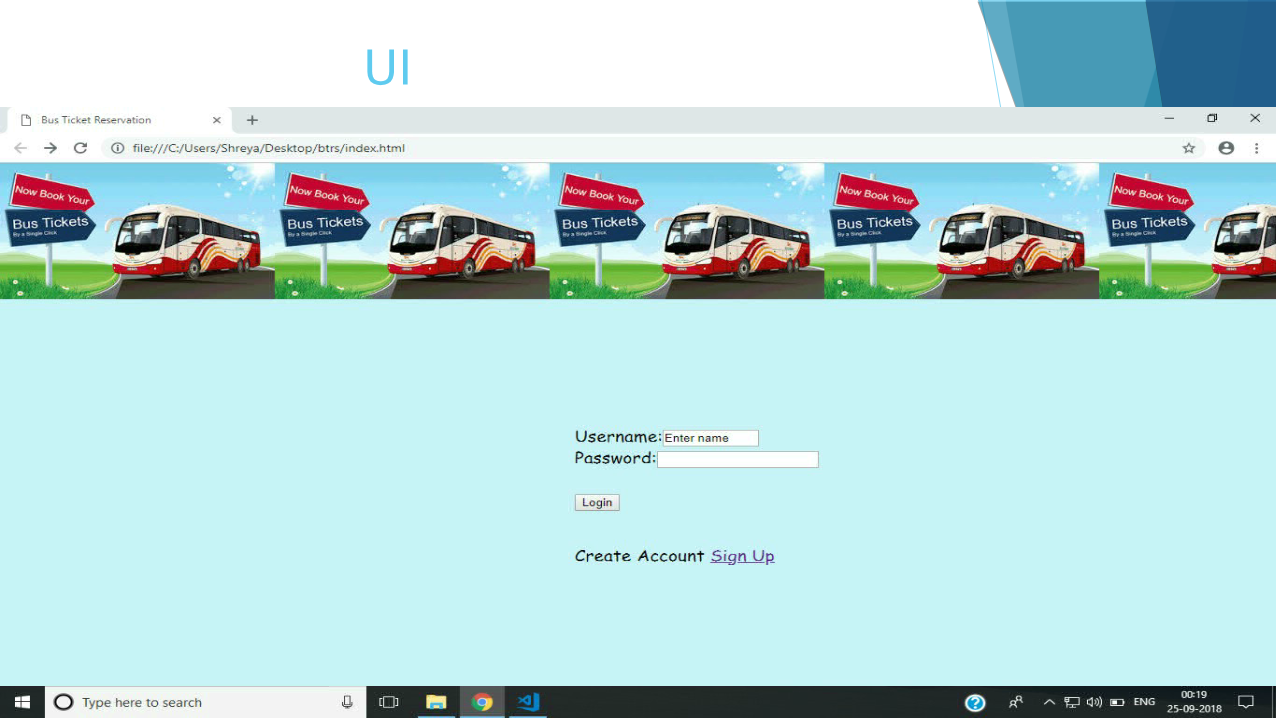 UI
Bus Ticket Reservation
file:///C:/Users/Shreya/Desktop/btrs/index.html
Now Book Your
Bus Tickets
By a Single Click
Now Book Your
Bus Tickets
By a Single Click
Now Book Your
Bus Tickets
By a Single Click
Now Book Your
Bus Tickets
By a Single Click
Now Book Your
Bus Tickets
By a Single Click
Username: Enter name
Password:
Login
Create Account Sign Up
Type here to search
ENG
00:19
25-09-2018